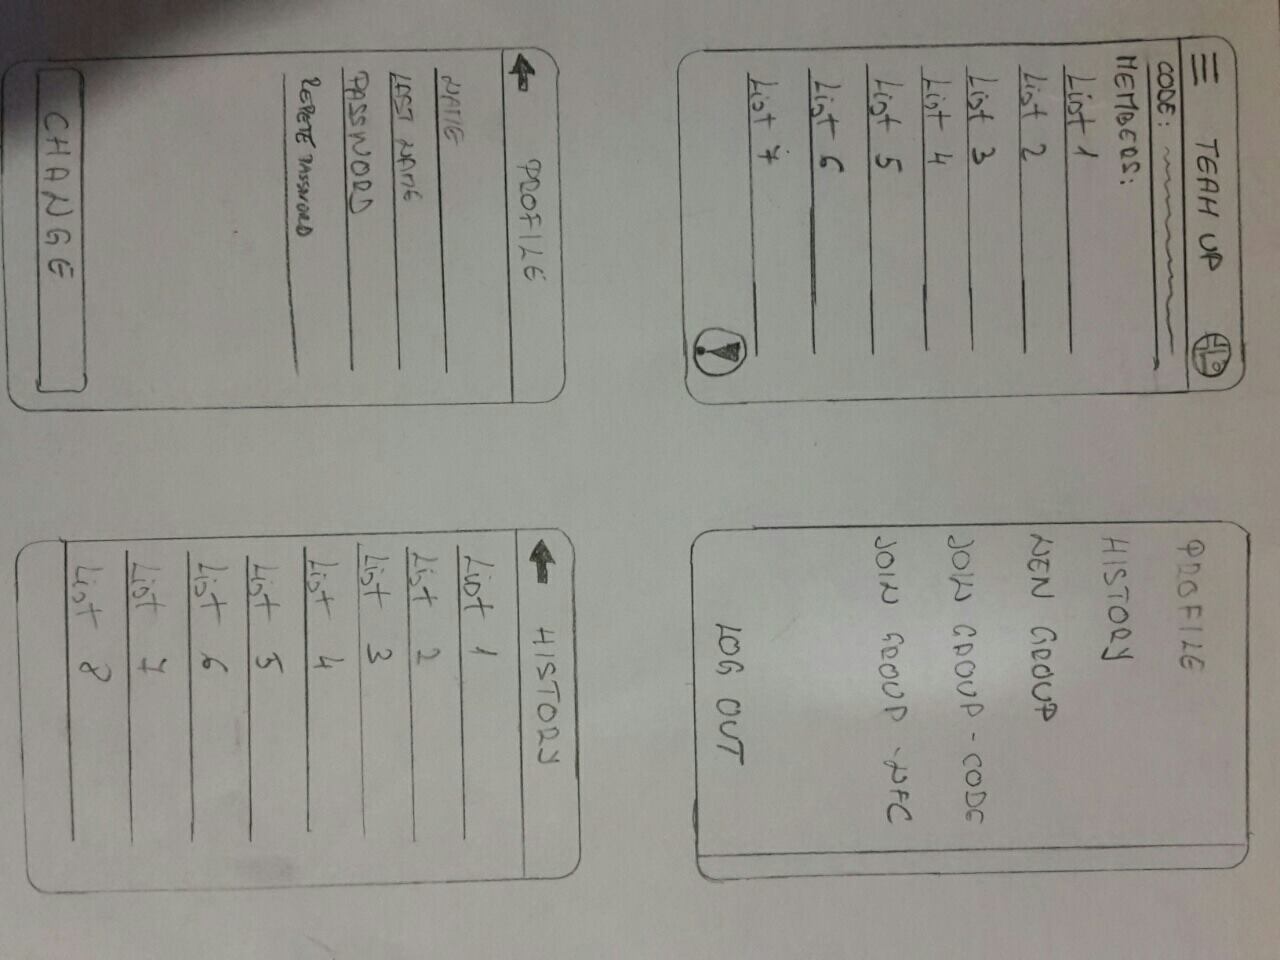 TEAM UP
CODE:
MEMBERS:
List 1
List 2
List 3
List 4
List 5
List 6
List 7
!
PROFILE
HISTORY
NEW GROUP
JOIN GROUP - CODE
JOIN GROUP - NFC
LOG OUT
PROFILE
NAME
LAST NAME
PASSWORD
REPETE PASSWORD
CHANGE
HISTORY
List 1
List 2
List 3
List 4
List 5
List 6
List 7
List 8